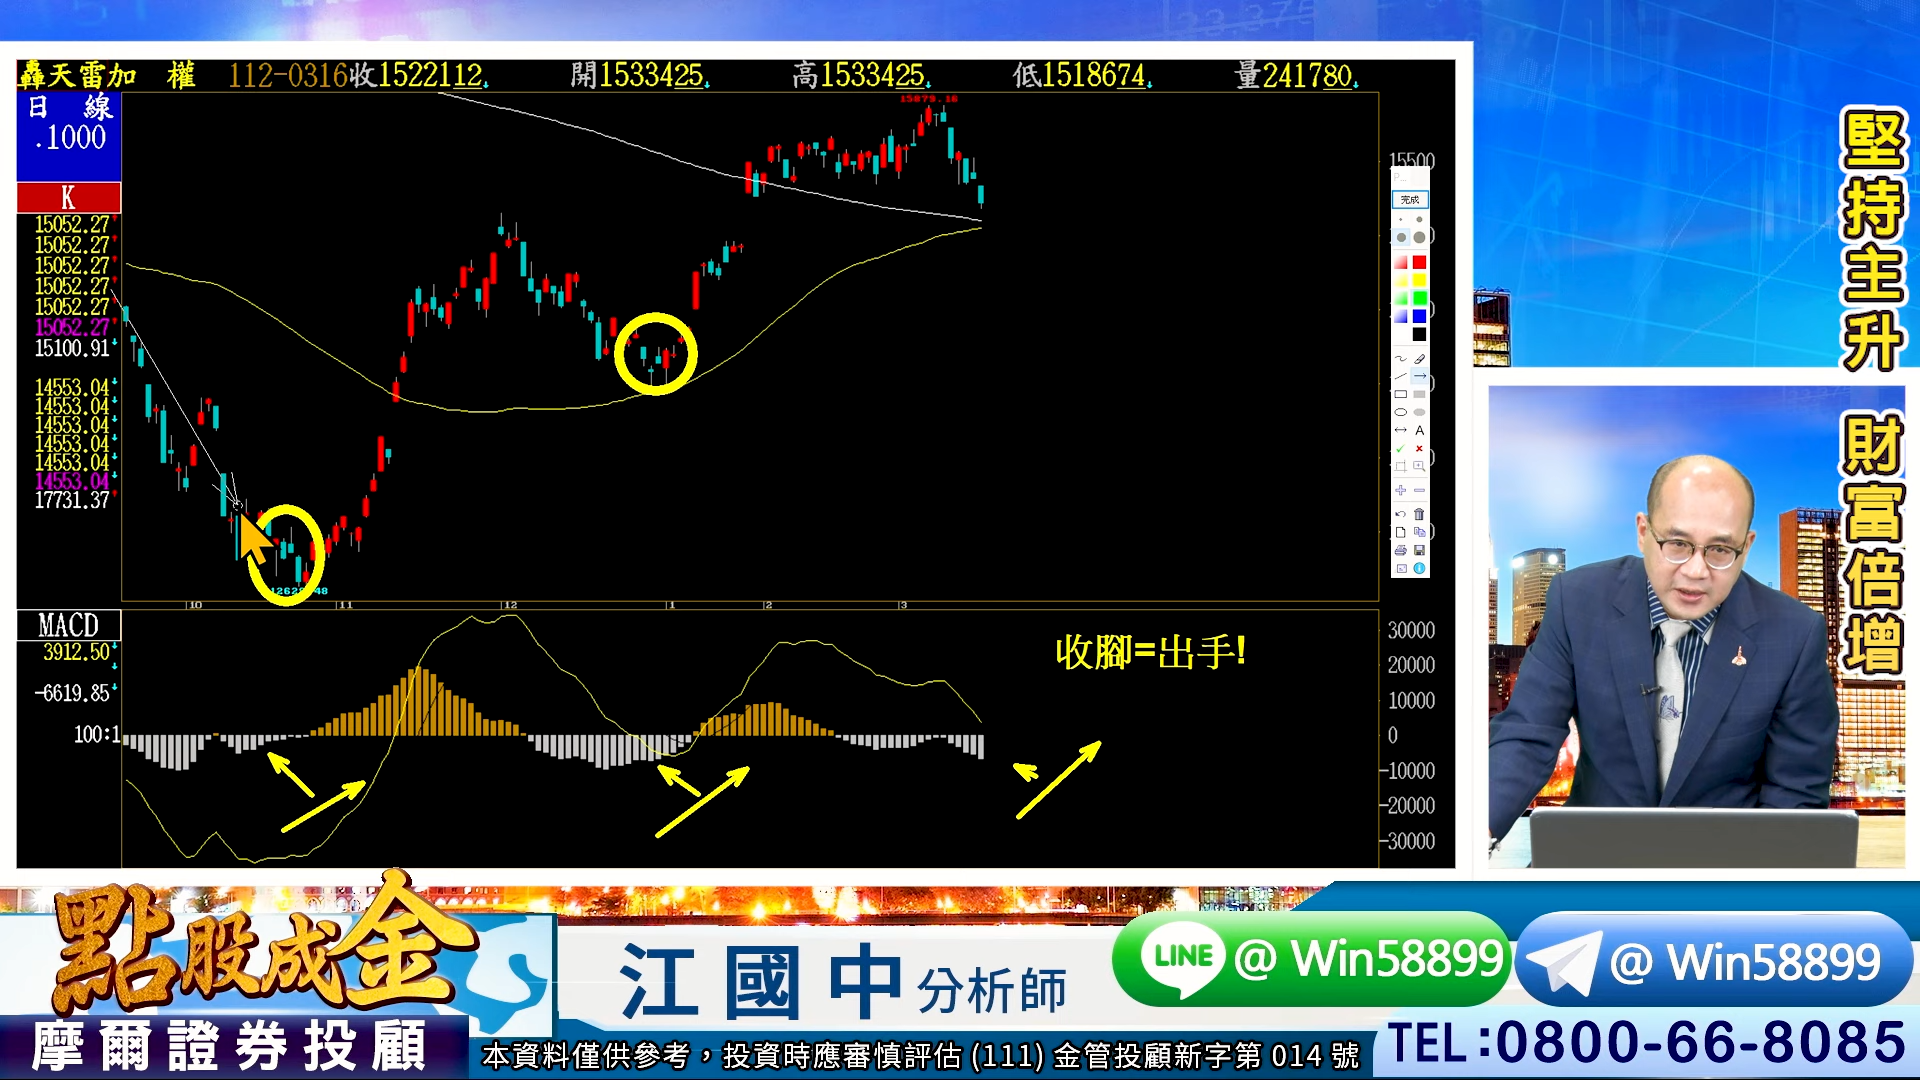 轟天雷加 權 112-0316收1522112 開1533425 高1533425 低1518674 量241780
日 線
.1000
K
15052.27
15052.27
15052.27
15052.27
15052.27
15052.27
15100.91
14553.04
14553.04
14553.04
14553.04
14553.04
14553.04
17731.37
15500
完成
A
10
11
12
1
2
3
MACD
3912.50
-6619.85
100:1
30000
20000
10000
0
-10000
-20000
-30000
收腳=出手!
堅持主升 財富倍增
點股成金
摩爾證券投顧
江國中 分析師
LINE @ Win58899
@ Win58899
TEL:0800-66-8085
本資料僅供參考，投資時應審慎評估 (111) 金管投顧新字第 014 號